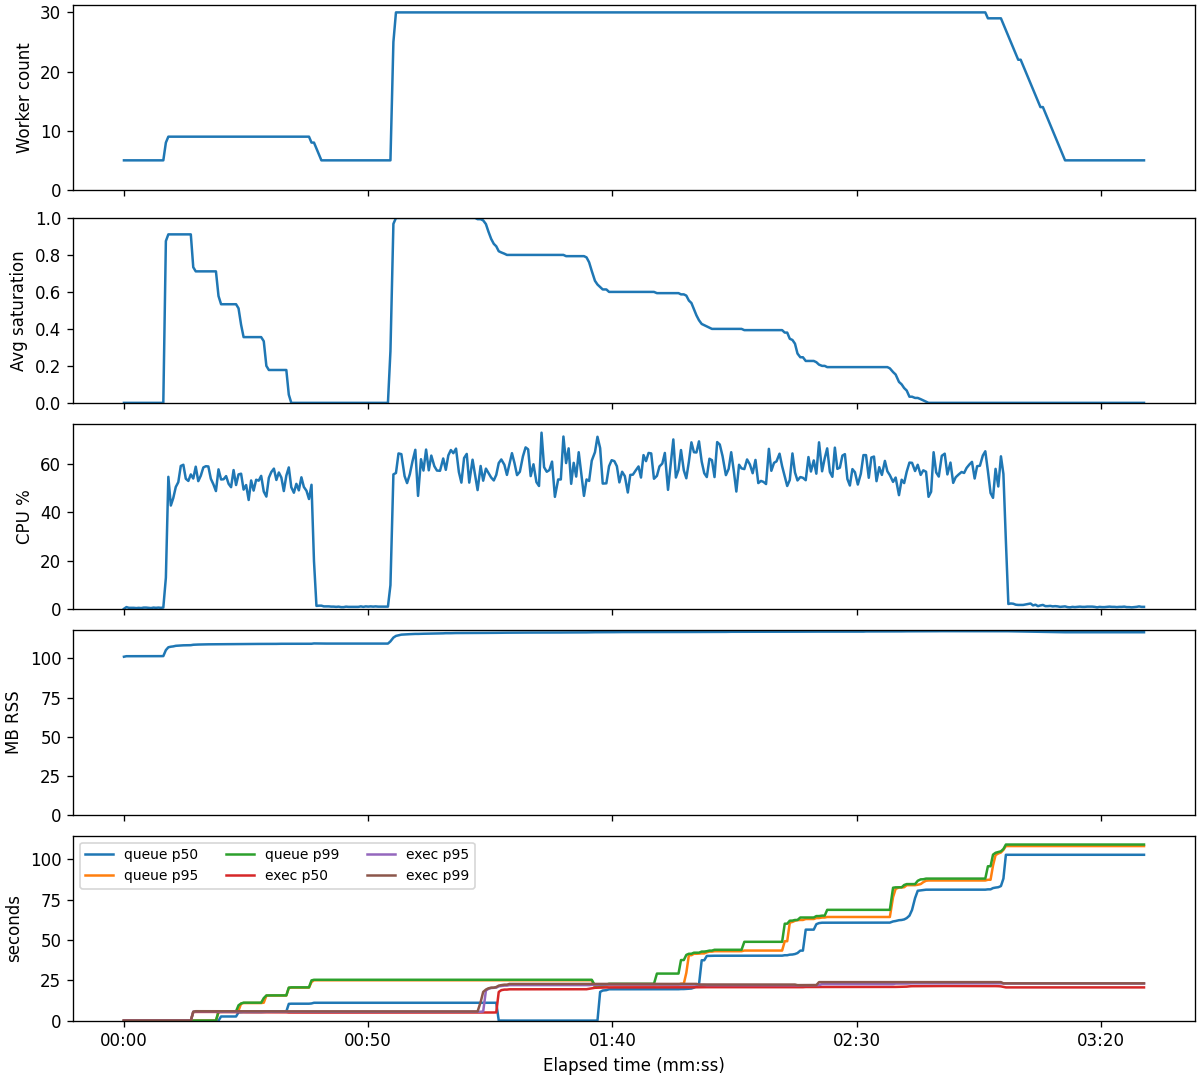 Worker count
30
20
10
0
Avg saturation
1.0
0.8
0.6
0.4
0.2
0.0
CPU %
60
40
20
0
MB RSS
100
75
50
25
0
seconds
100
75
50
25
0
queue p50 queue p99 exec p95
queue p95 exec p50 exec p99
00:00 00:50 01:40 02:30 03:20
Elapsed time (mm:ss)